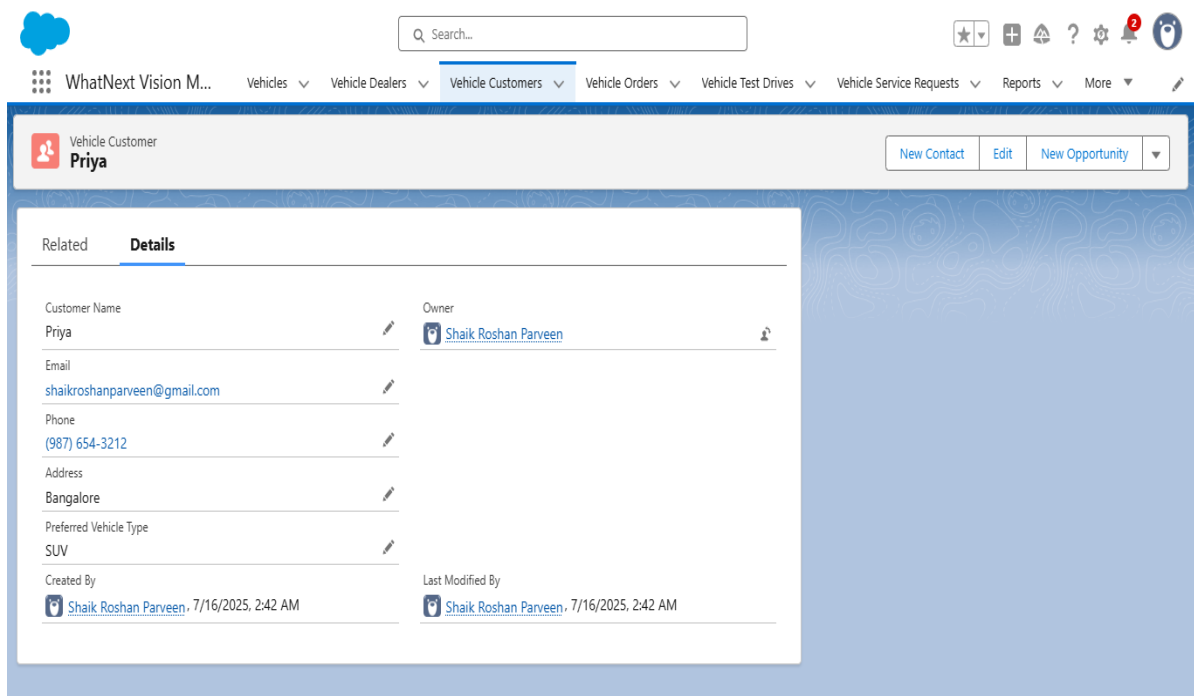 Search...
2
WhatNext Vision M... Vehicles Vehicle Dealers Vehicle Customers Vehicle Orders Vehicle Test Drives Vehicle Service Requests Reports More
Vehicle Customer
Priya
New Contact Edit New Opportunity
Related Details
Customer Name
Priya
Owner
Shaik Roshan Parveen
Email
shaikroshanparveen@gmail.com
Phone
(987) 654-3212
Address
Bangalore
Preferred Vehicle Type
SUV
Created By
Shaik Roshan Parveen, 7/16/2025, 2:42 AM
Last Modified By
Shaik Roshan Parveen, 7/16/2025, 2:42 AM